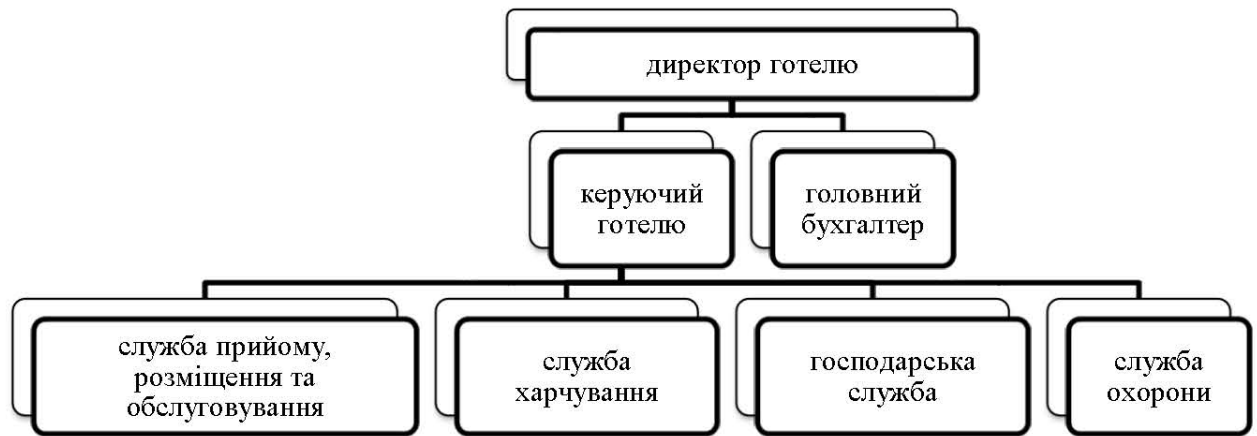 директор готелю
керуючий
готелю
головний
бухгалтер
служба прийому,
розміщення та
обслуговування
служба
харчування
господарська
служба
служба
охорони